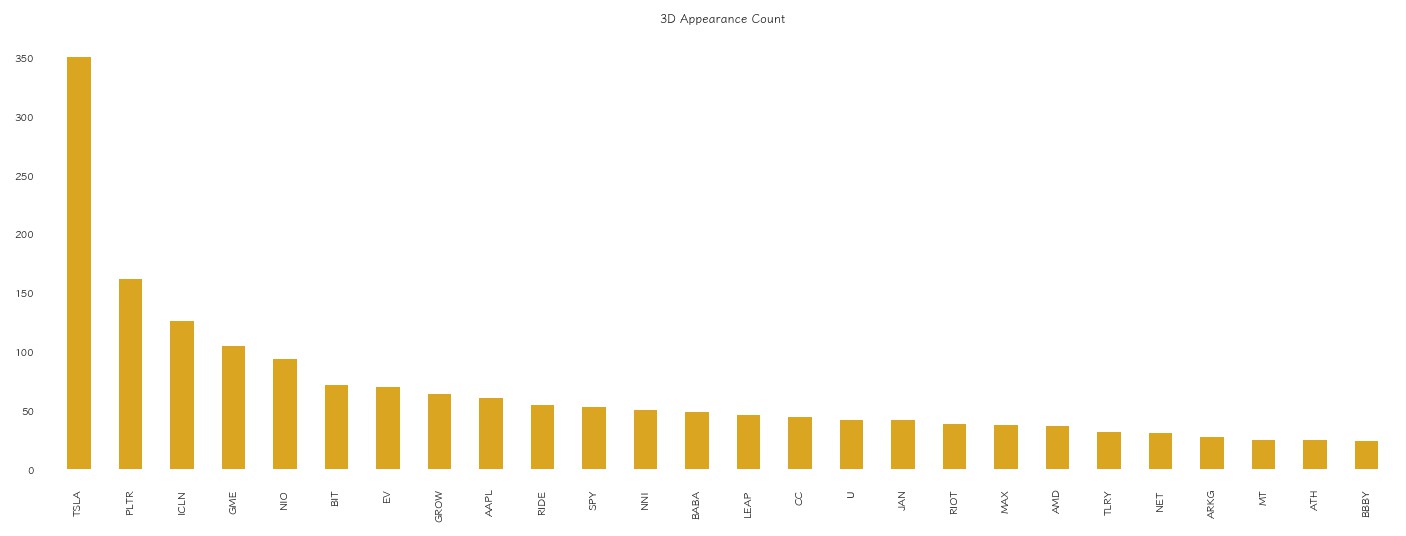 3D Appearance Count
350
300
250
200
150
100
50
0
TSLA
PLTR
ICLN
GME
NIO
BIT
EV
GROW
AAPL
RIDE
SPY
NNI
BABA
LEAP
CC
U
JAN
RIOT
MAX
AMD
TLRY
NET
ARKG
MT
ATH
BBBY